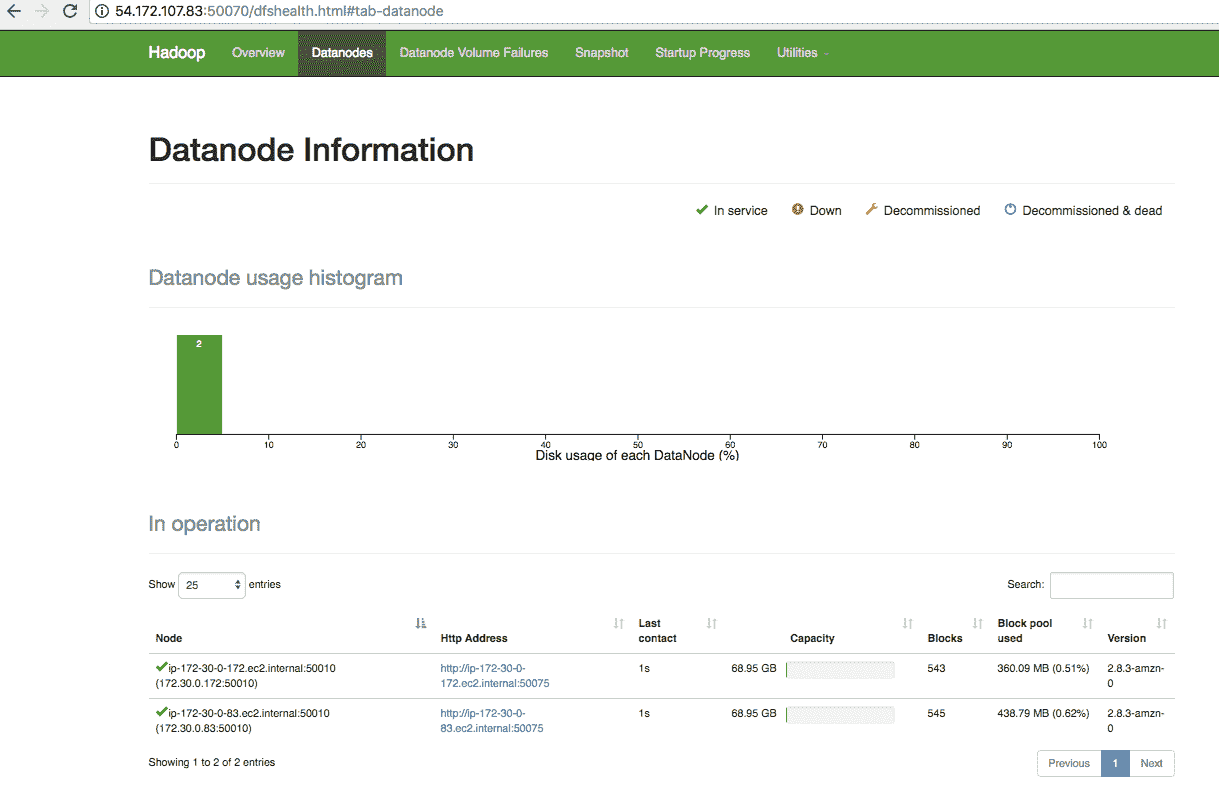 54.172.107.83:50070/dfshealth.html#tab-datanode
Hadoop Overview Datanodes Datanode Volume Failures Snapshot Startup Progress Utilities
Datanode Information
In service Down Decommissioned Decommissioned & dead
Datanode usage histogram
2
0 10 20 30 40 50 60 70 80 90 100
Disk usage of each DataNode (%)
In operation
Show 25 entries Search:
Node Http Address Last contact Capacity Blocks Block pool used Version
ip-172-30-0-172.ec2.internal:50010 http://ip-172-30-0- 1s 68.95 GB 543 360.09 MB (0.51%) 2.8.3-amzn-
(172.30.0.172:50010) 172.ec2.internal:50075 0
ip-172-30-0-83.ec2.internal:50010 http://ip-172-30-0- 1s 68.95 GB 545 438.79 MB (0.62%) 2.8.3-amzn-
(172.30.0.83:50010) 83.ec2.internal:50075 0
Showing 1 to 2 of 2 entries Previous 1 Next